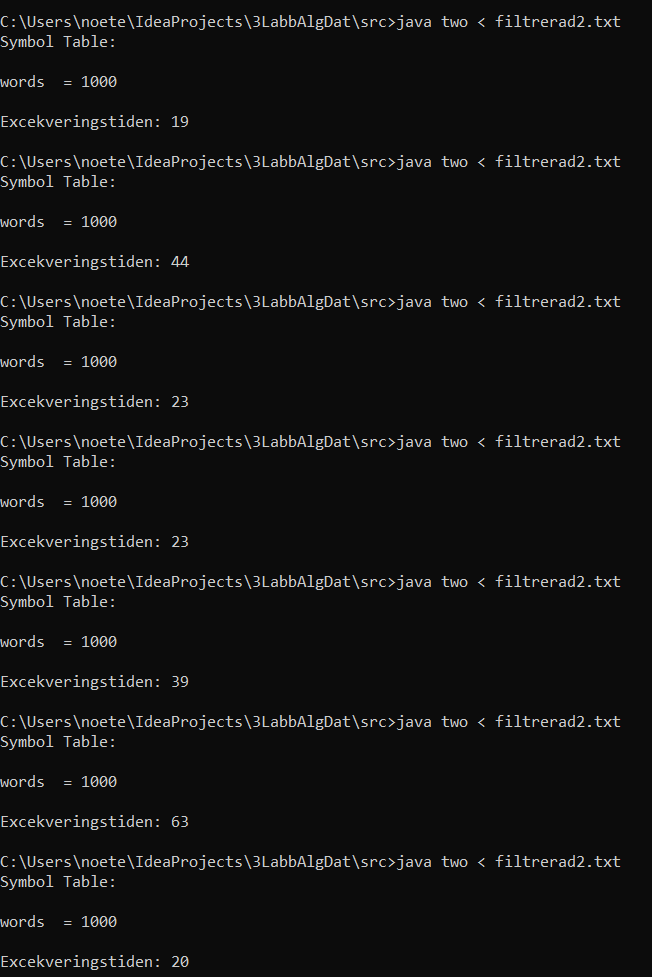 C:\Users\noete\IdeaProjects\3LabbAlgDat\src>java two < filtrerad2.txt
Symbol Table:
words  = 1000
Excekveringstiden: 19
C:\Users\noete\IdeaProjects\3LabbAlgDat\src>java two < filtrerad2.txt
Symbol Table:
words  = 1000
Excekveringstiden: 44
C:\Users\noete\IdeaProjects\3LabbAlgDat\src>java two < filtrerad2.txt
Symbol Table:
words  = 1000
Excekveringstiden: 23
C:\Users\noete\IdeaProjects\3LabbAlgDat\src>java two < filtrerad2.txt
Symbol Table:
words  = 1000
Excekveringstiden: 23
C:\Users\noete\IdeaProjects\3LabbAlgDat\src>java two < filtrerad2.txt
Symbol Table:
words  = 1000
Excekveringstiden: 39
C:\Users\noete\IdeaProjects\3LabbAlgDat\src>java two < filtrerad2.txt
Symbol Table:
words  = 1000
Excekveringstiden: 63
C:\Users\noete\IdeaProjects\3LabbAlgDat\src>java two < filtrerad2.txt
Symbol Table:
words  = 1000
Excekveringstiden: 20